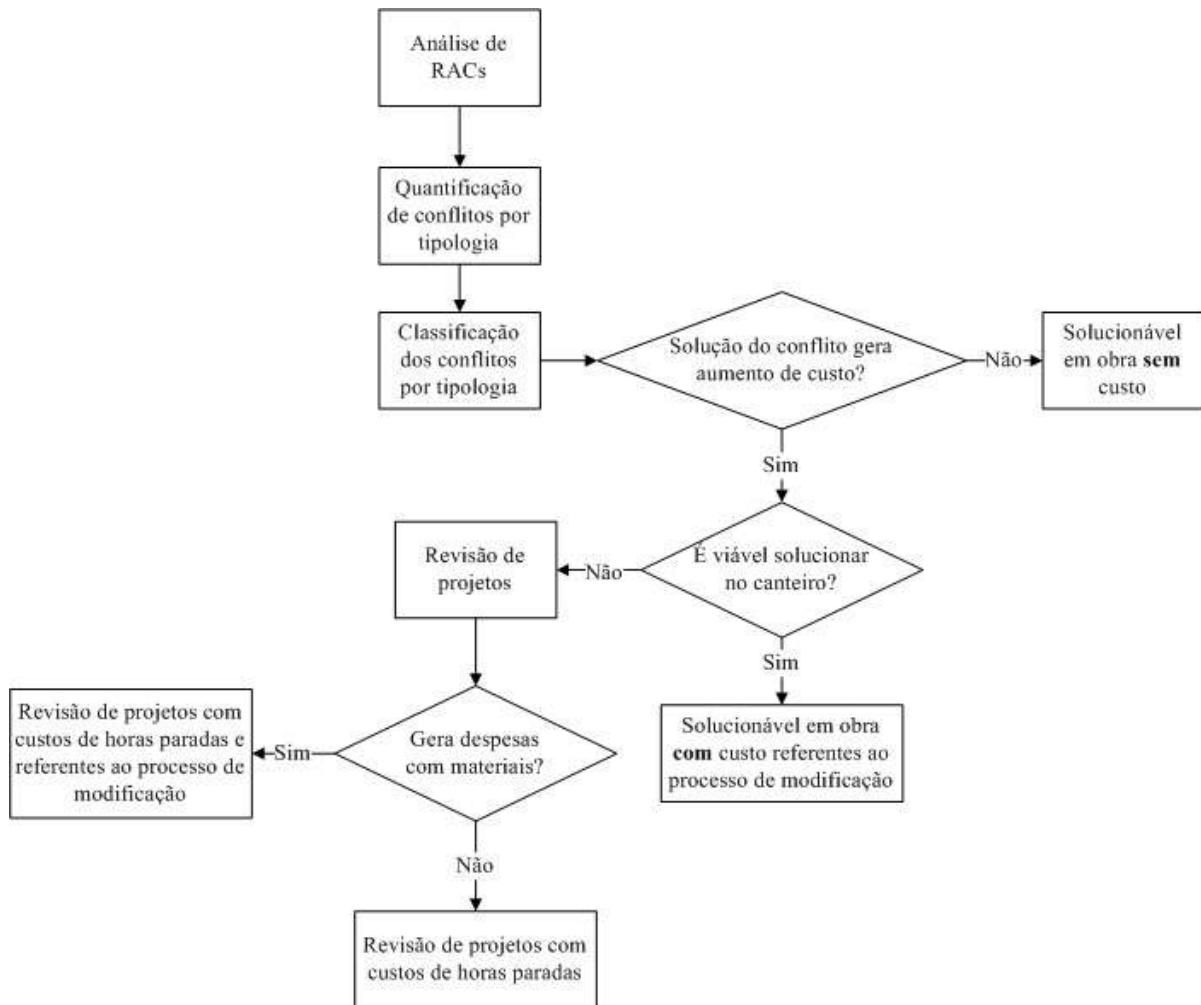 Análise de
RACs
Quantificação
de conflitos por
tipologia
Classificação
dos conflitos
por tipologia
Solução do conflito gera
aumento de custo?
Não
Solucionável
em obra sem
custo
Sim
É viável solucionar
no canteiro?
Não
Revisão de
projetos
Sim
Solucionável em obra
com custo referentes ao
processo de modificação
Gera despesas
com materiais?
Sim
Revisão de projetos com
custos de horas paradas e
referentes ao processo de
modificação
Não
Revisão de projetos com
custos de horas paradas